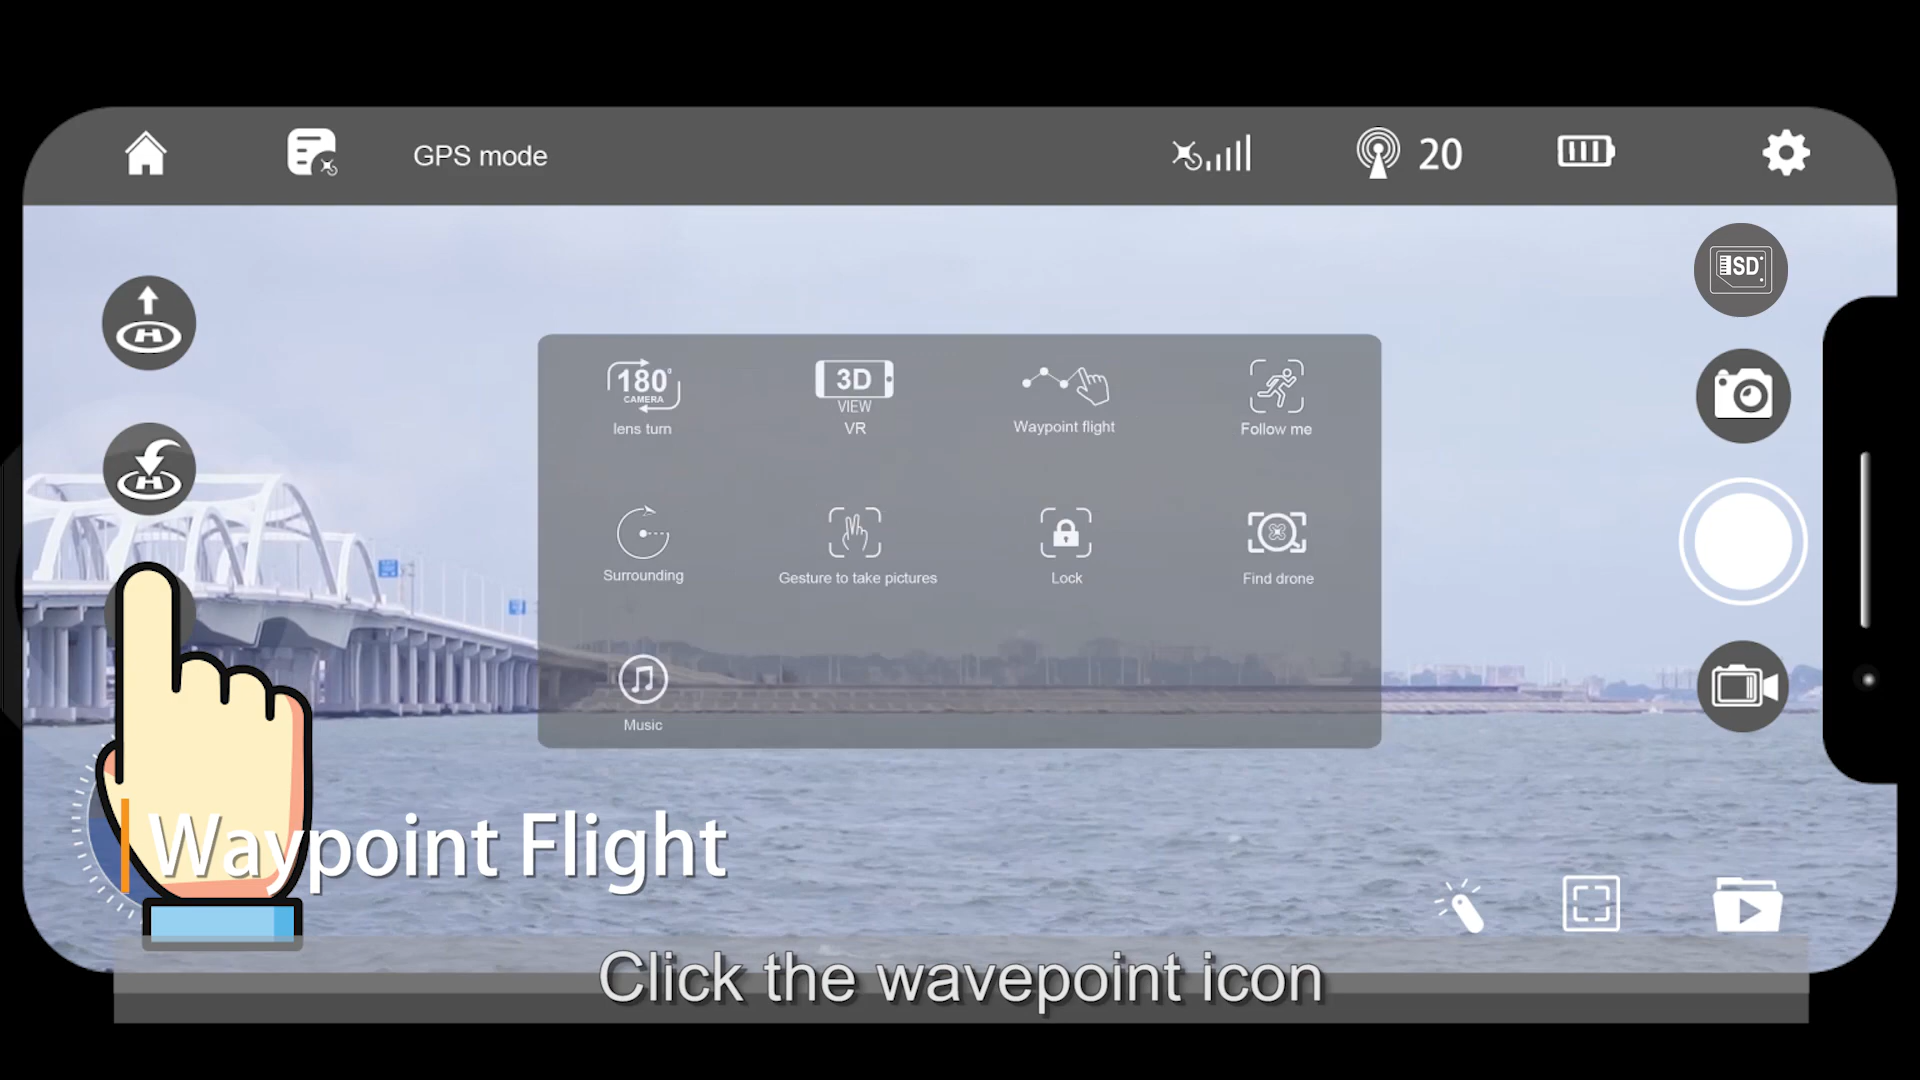 GPS mode
20
SD
180°
CAMERA
lens turn
3D
VIEW
VR
Waypoint flight
Follow me
Surrounding
Gesture to take pictures
Lock
Find drone
Music
H
H
Waypoint Flight
Click the wavepoint icon